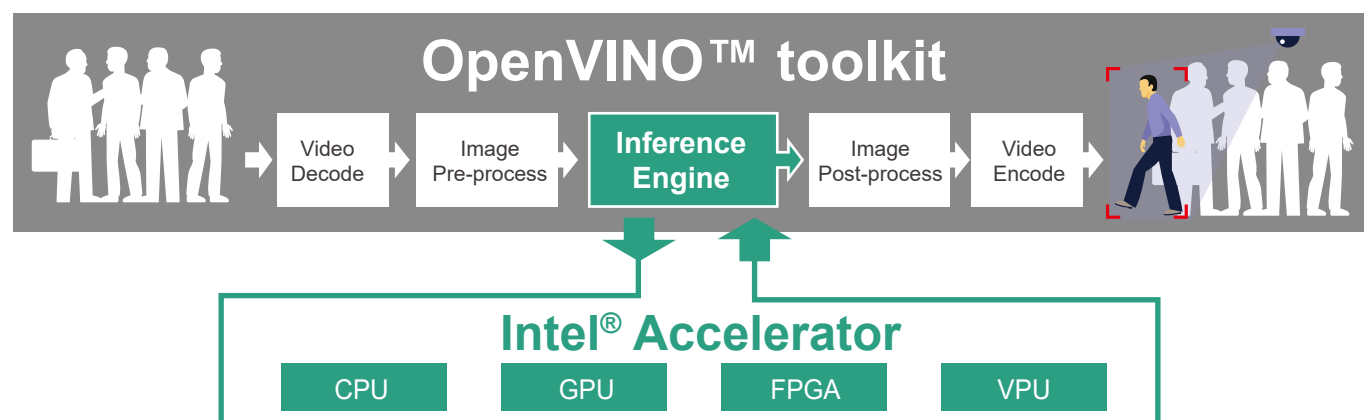 OpenVINO™ toolkit
Video
Decode
Image
Pre-process
Inference
Engine
Image
Post-process
Video
Encode
Intel® Accelerator
CPU
GPU
FPGA
VPU